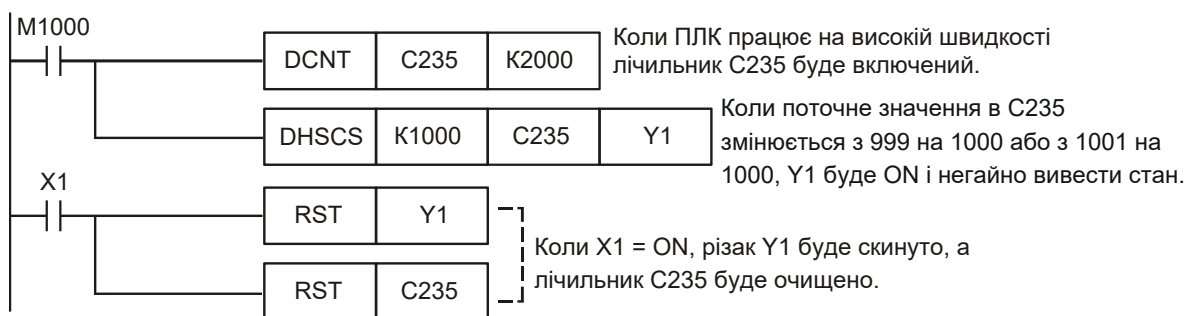 M1000
DCNT C235 K2000
Коли ПЛК працює на високій швидкості
лічильник C235 буде включений.
DHSCS K1000 C235 Y1
Коли поточне значення в C235
змінюється з 999 на 1000 або з 1001 на
1000, Y1 буде ON і негайно вивести стан.
X1
RST Y1
RST C235
Коли X1 = ON, різак Y1 буде скинуто, а
лічильник C235 буде очищено.